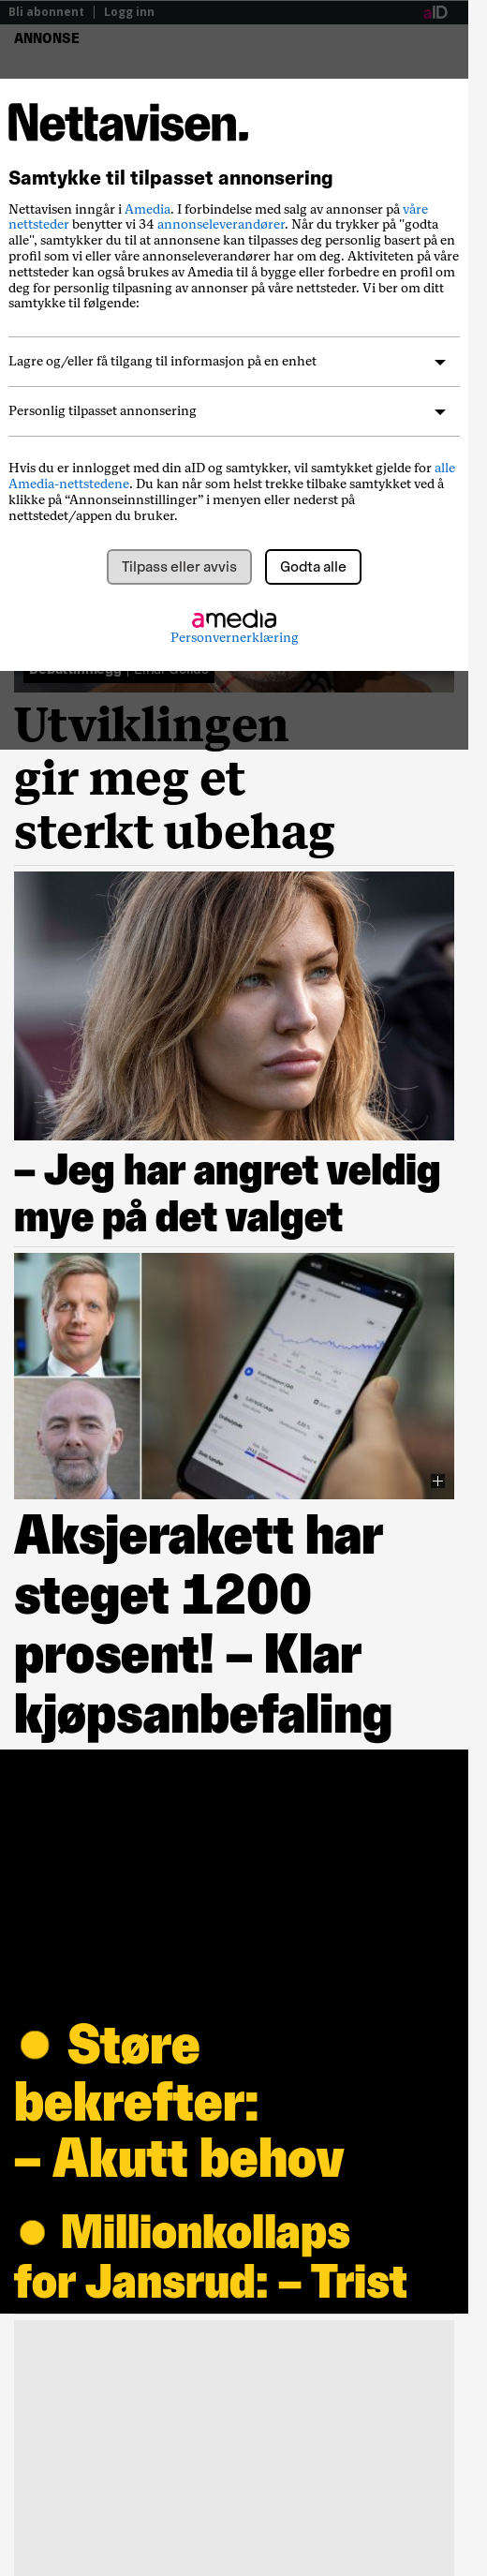 Bli abonnent | Logg inn
aID
ANNONSE
Nettavisen.
Samtykke til tilpasset annonsering
Nettavisen inngår i Amedia. I forbindelse med salg av annonser på våre
nettsteder benytter vi 34 annonseleverandører. Når du trykker på "godta
alle", samtykker du til at annonsene kan tilpasses deg personlig basert på en
profil som vi eller våre annonseleverandører har om deg. Aktiviteten på våre
nettsteder kan også brukes av Amedia til å bygge eller forbedre en profil om
deg for personlig tilpasning av annonser på våre nettsteder. Vi ber om ditt
samtykke til følgende:
Lagre og/eller få tilgang til informasjon på en enhet
Personlig tilpasset annonsering
Hvis du er innlogget med din aID og samtykker, vil samtykket gjelde for alle
Amedia-nettstedene. Du kan når som helst trekke tilbake samtykket ved å
klikke på “Annonseinnstillinger” i menyen eller nederst på
nettstedet/appen du bruker.
Tilpass eller avvis
Godta alle
amedia
Personvernerklæring
Utviklingen
gir meg et
sterkt ubehag
– Jeg har angret veldig
mye på det valget
Aksjerakett har
steget 1200
prosent! – Klar
kjøpsanbefaling
● Støre
bekrefter:
– Akutt behov
● Millionkollaps
for Jansrud: – Trist